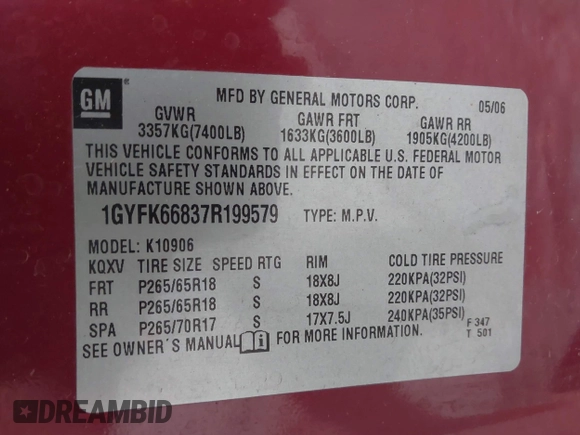 GM ®
MFD BY GENERAL MOTORS CORP. 05/06
GVWR GAWR FRT GAWR RR
3357KG(7400LB) 1633KG(3600LB) 1905KG(4200LB)
THIS VEHICLE CONFORMS TO ALL APPLICABLE U.S. FEDERAL MOTOR
VEHICLE SAFETY STANDARDS IN EFFECT ON THE DATE OF
MANUFACTURE SHOWN ABOVE.
1GYFK66837R199579 TYPE: M.P.V.
MODEL: K10906
KQXV TIRE SIZE SPEED RTG RIM COLD TIRE PRESSURE
FRT P265/65R18 S 18X8J 220KPA(32PSI)
RR P265/65R18 S 18X8J 220KPA(32PSI)
SPA P265/70R17 S 17X7.5J 240KPA(35PSI) F 347
SEE OWNER'S MANUAL FOR MORE INFORMATION. T 501
DREAMBID